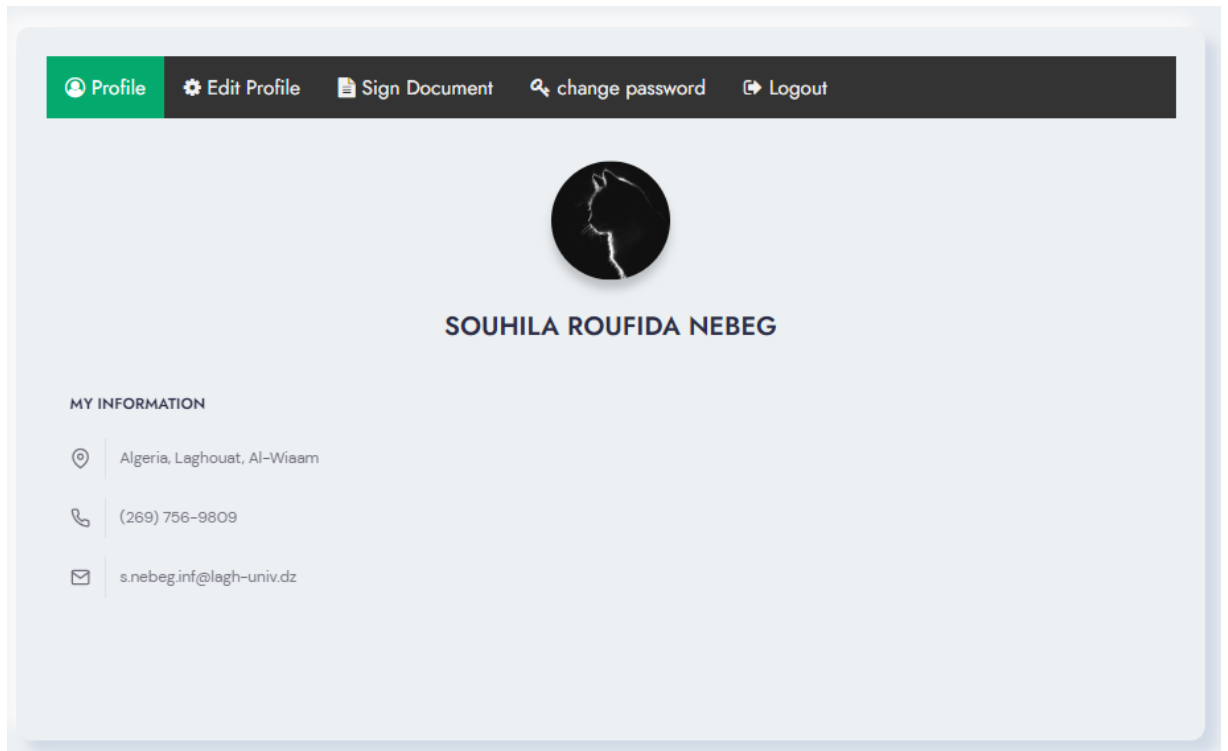 Profile Edit Profile Sign Document change password Logout
SOUHILA ROUFIDA NEBEG
MY INFORMATION
Algeria, Laghouat, Al-Wiaam
(269) 756-9809
s.nebeg.inf@lagh-univ.dz